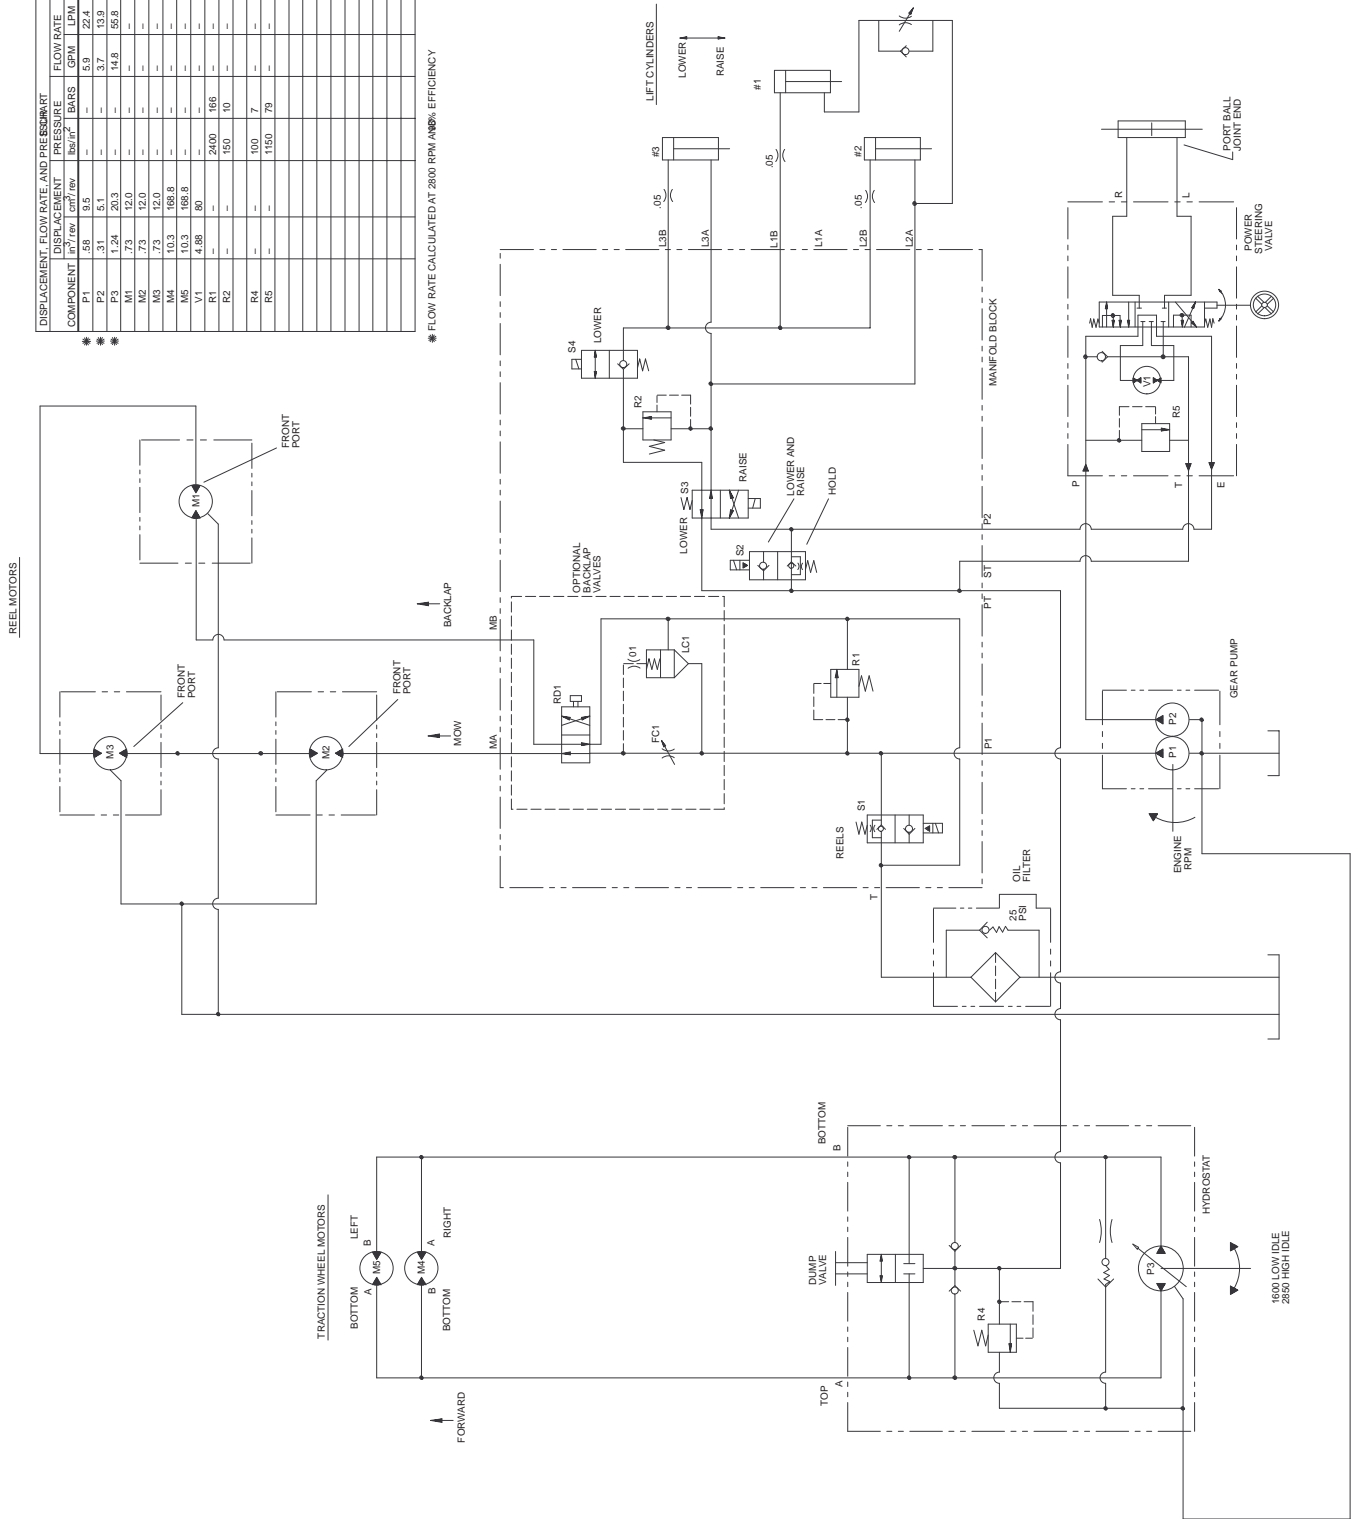 REEL MOTORS
DISPLACEMENT, FLOW RATE, AND PRESSURE CHART
DISPLACEMENT PRESSURE FLOW RATE
COMPONENT in³/rev cm³/rev lbs/in² BARS GPM LPM
* P1 .58 9.5 – – 5.9 22.4
* P2 .31 5.1 – – 3.7 13.9
* P3 1.24 20.3 – – 14.8 55.8
M1 .73 12.0 – – – –
M2 .73 12.0 – – – –
M3 .73 12.0 – – – –
M4 10.3 168.8 – – – –
M5 10.3 168.8 – – – –
V1 4.88 80 – – – –
R1 – – 2400 166 – –
R2 – – 150 10 – –
R4 – – 100 7 – –
R5 – – 1150 79 – –
* FLOW RATE CALCULATED AT 2800 RPM AND % EFFICIENCY
M3
FRONT
PORT
M1
FRONT
PORT
M2
FRONT
PORT
TRACTION WHEEL MOTORS
BOTTOM
LEFT
A
B
M5
M4
B
A
BOTTOM
RIGHT
FORWARD
MOW
BACKLAP
MA
MB
OPTIONAL
BACKLAP
VALVES
RD1
.01
LC1
FC1
S4
LOWER
R2
S3
LOWER
RAISE
S2
LOWER AND
RAISE
HOLD
R1
REELS
S1
T
P1
PT
ST
P2
MANIFOLD BLOCK
L3B
L3A
L1B
L1A
L2B
L2A
.05
.05
.05
#3
#1
#2
LIFT CYLINDERS
LOWER
RAISE
TOP
A
BOTTOM
B
DUMP
VALVE
R4
P3
HYDROSTAT
1600 LOW IDLE
2850 HIGH IDLE
OIL
FILTER
25
PSI
ENGINE
RPM
P1
P2
GEAR PUMP
P
T
E
R5
V1
R
L
POWER
STEERING
VALVE
PORT BALL
JOINT END